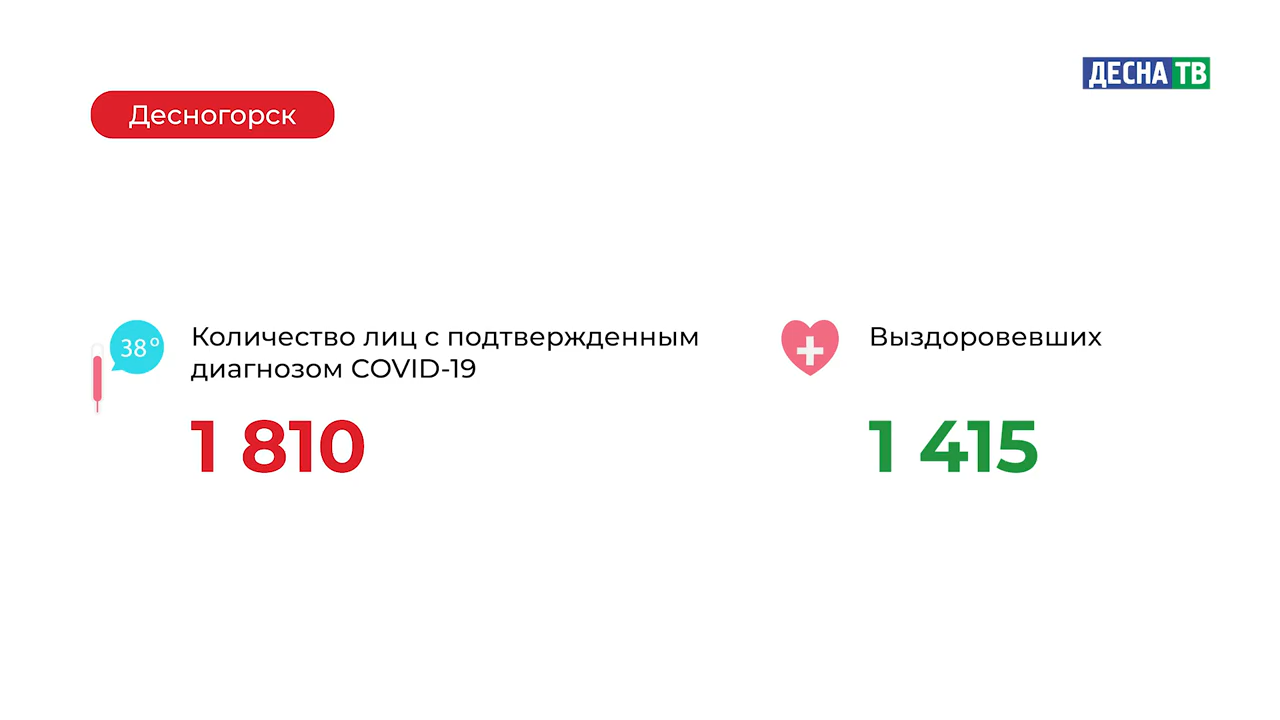 ДЕСНА ТВ
Десногорск
38°
Количество лиц с подтвержденным
диагнозом COVID-19
1 810
Выздоровевших
1 415